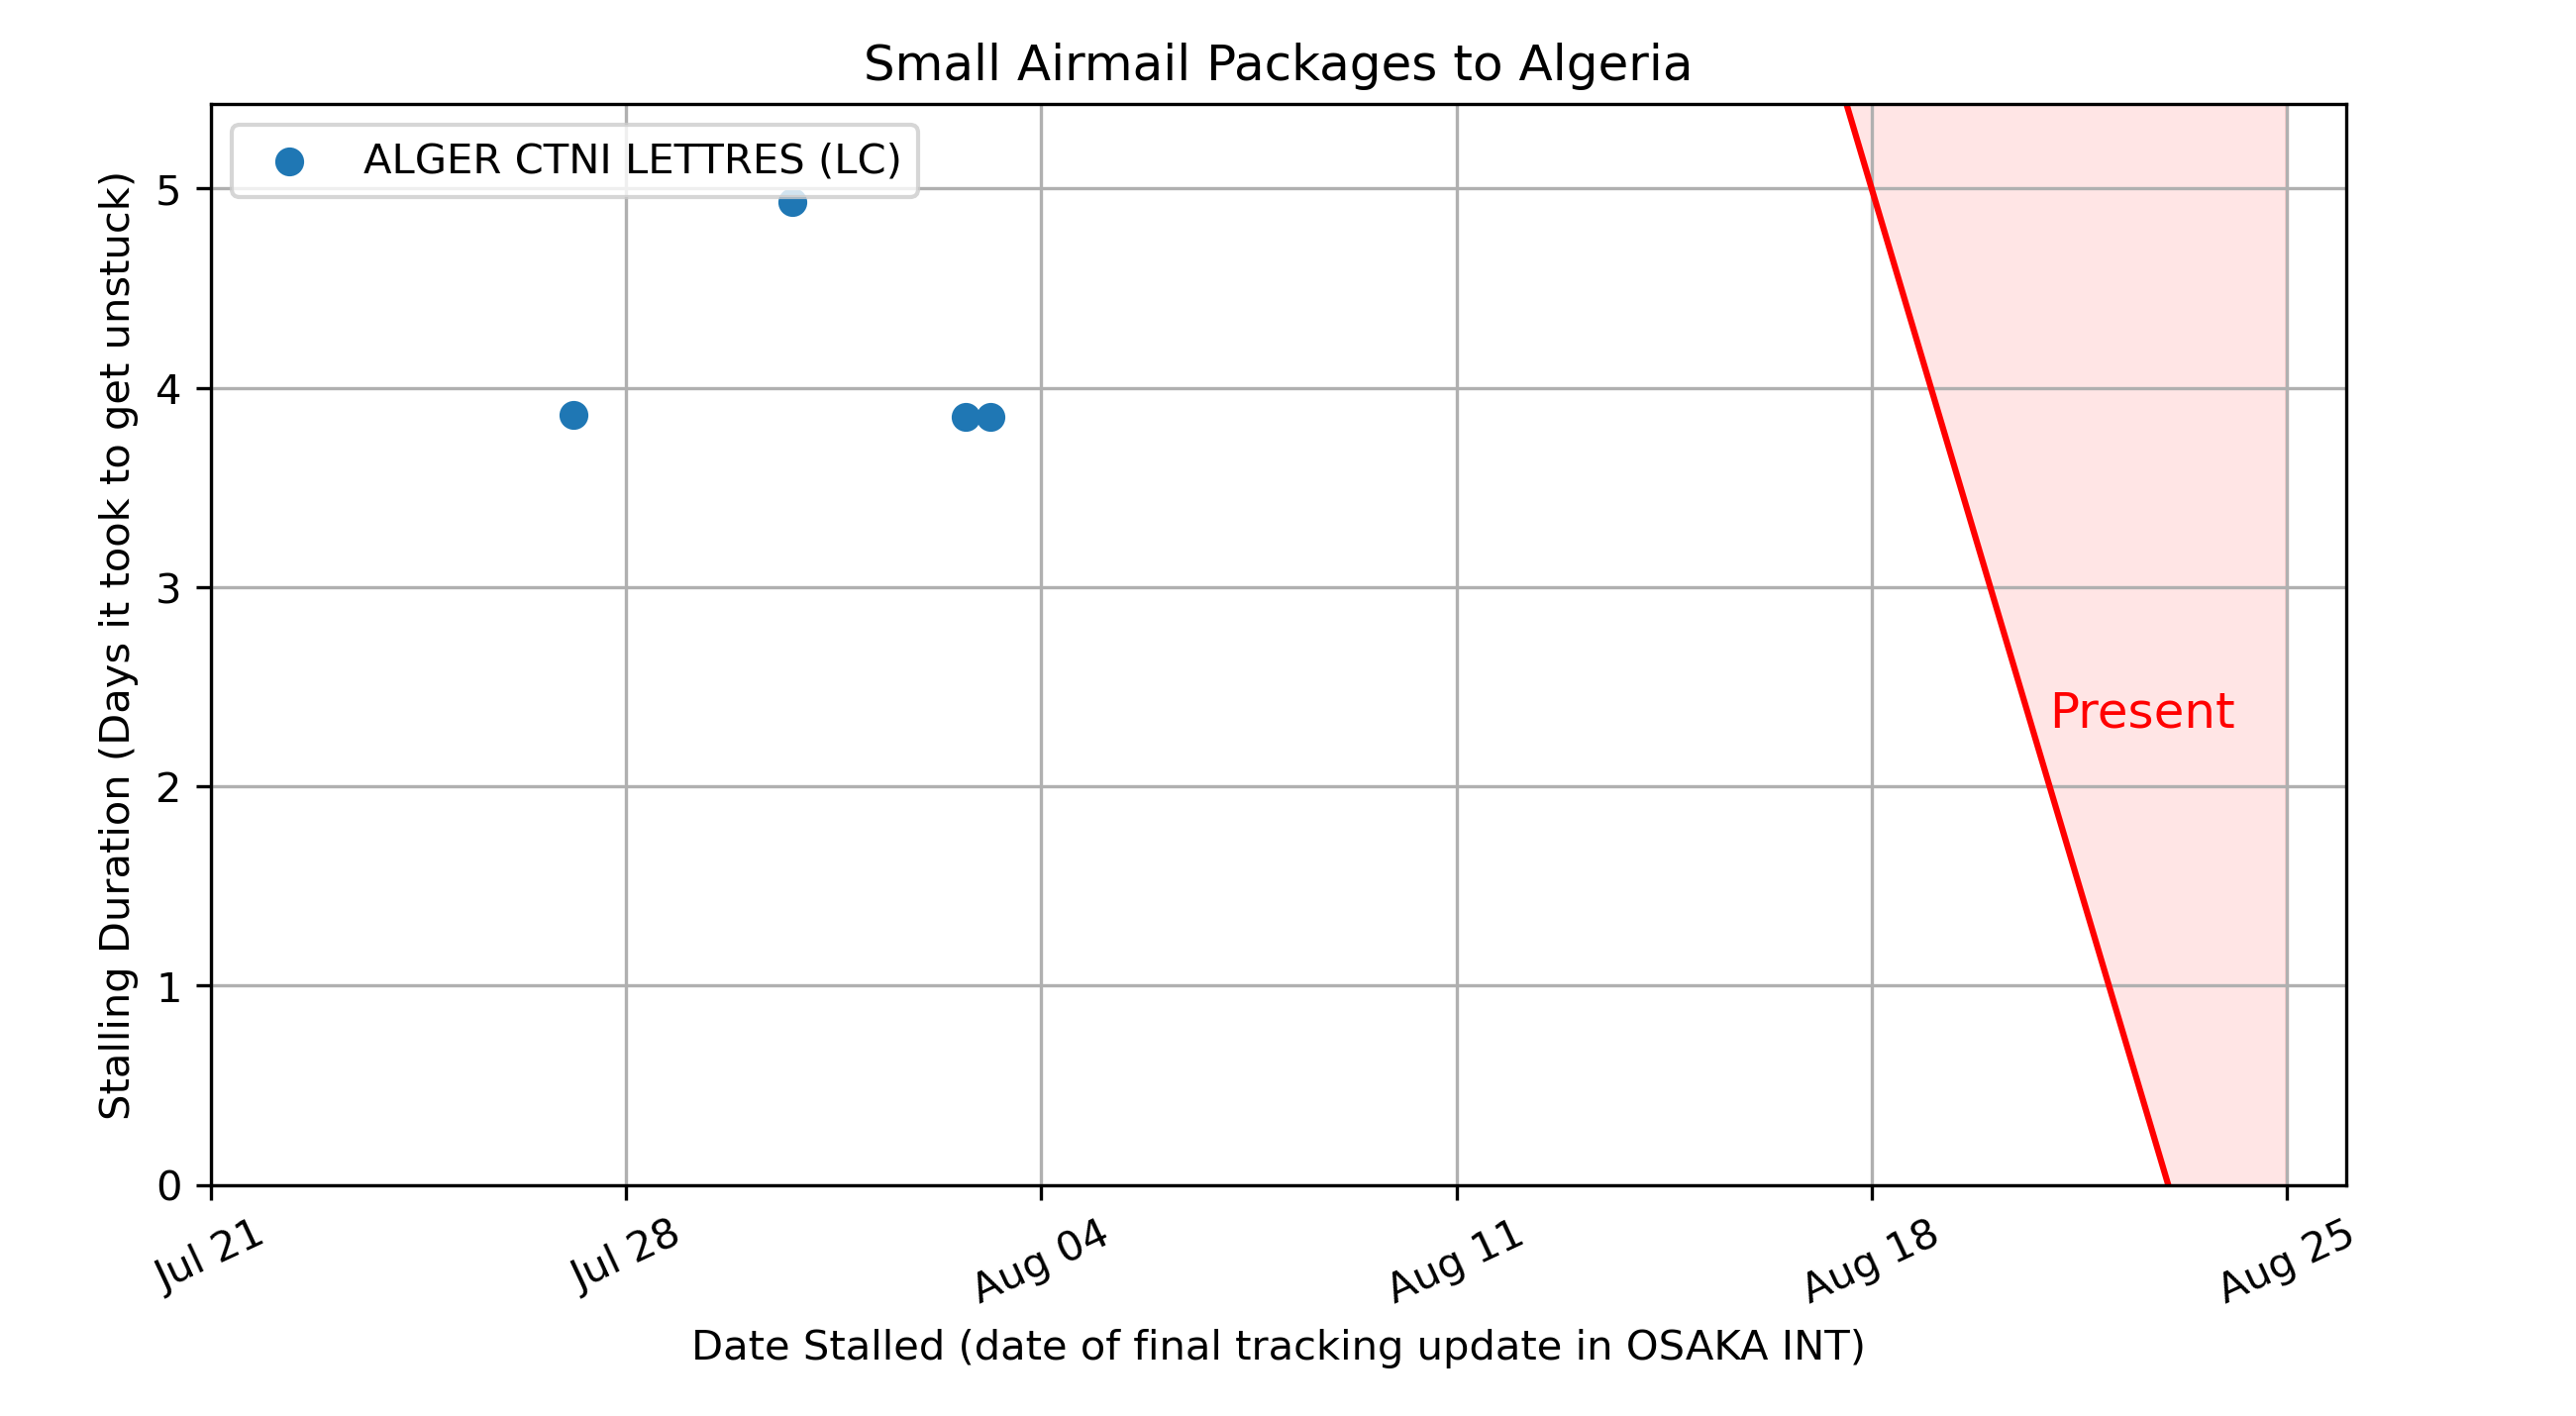 Small Airmail Packages to Algeria
ALGER CTNI LETTRES (LC)
Stalling Duration (Days it took to get unstuck)
5
4
3
2
1
0
Present
Jul 21
Jul 28
Aug 04
Aug 11
Aug 18
Aug 25
Date Stalled (date of final tracking update in OSAKA INT)